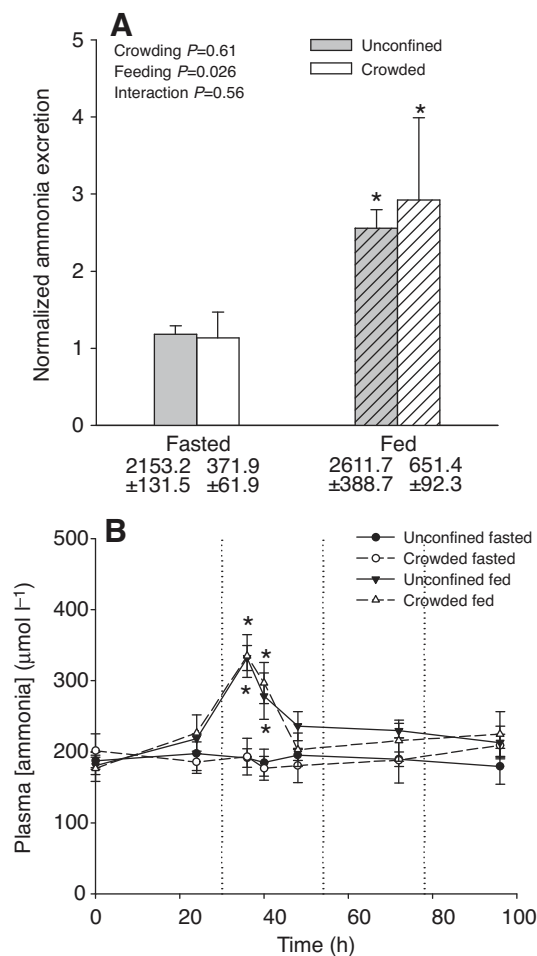 A
Crowding P=0.61
Feeding P=0.026
Interaction P=0.56
Unconfined
Crowded
Normalized ammonia excretion
5
4
3
2
1
0
*
*
Fasted
Fed
2153.2 371.9 2611.7 651.4
±131.5 ±61.9 ±388.7 ±92.3
B
Unconfined fasted
Crowded fasted
Unconfined fed
Crowded fed
Plasma [ammonia] (μmol l–1)
500
400
300
200
100
0
*
*
*
*
0 20 40 60 80 100
Time (h)